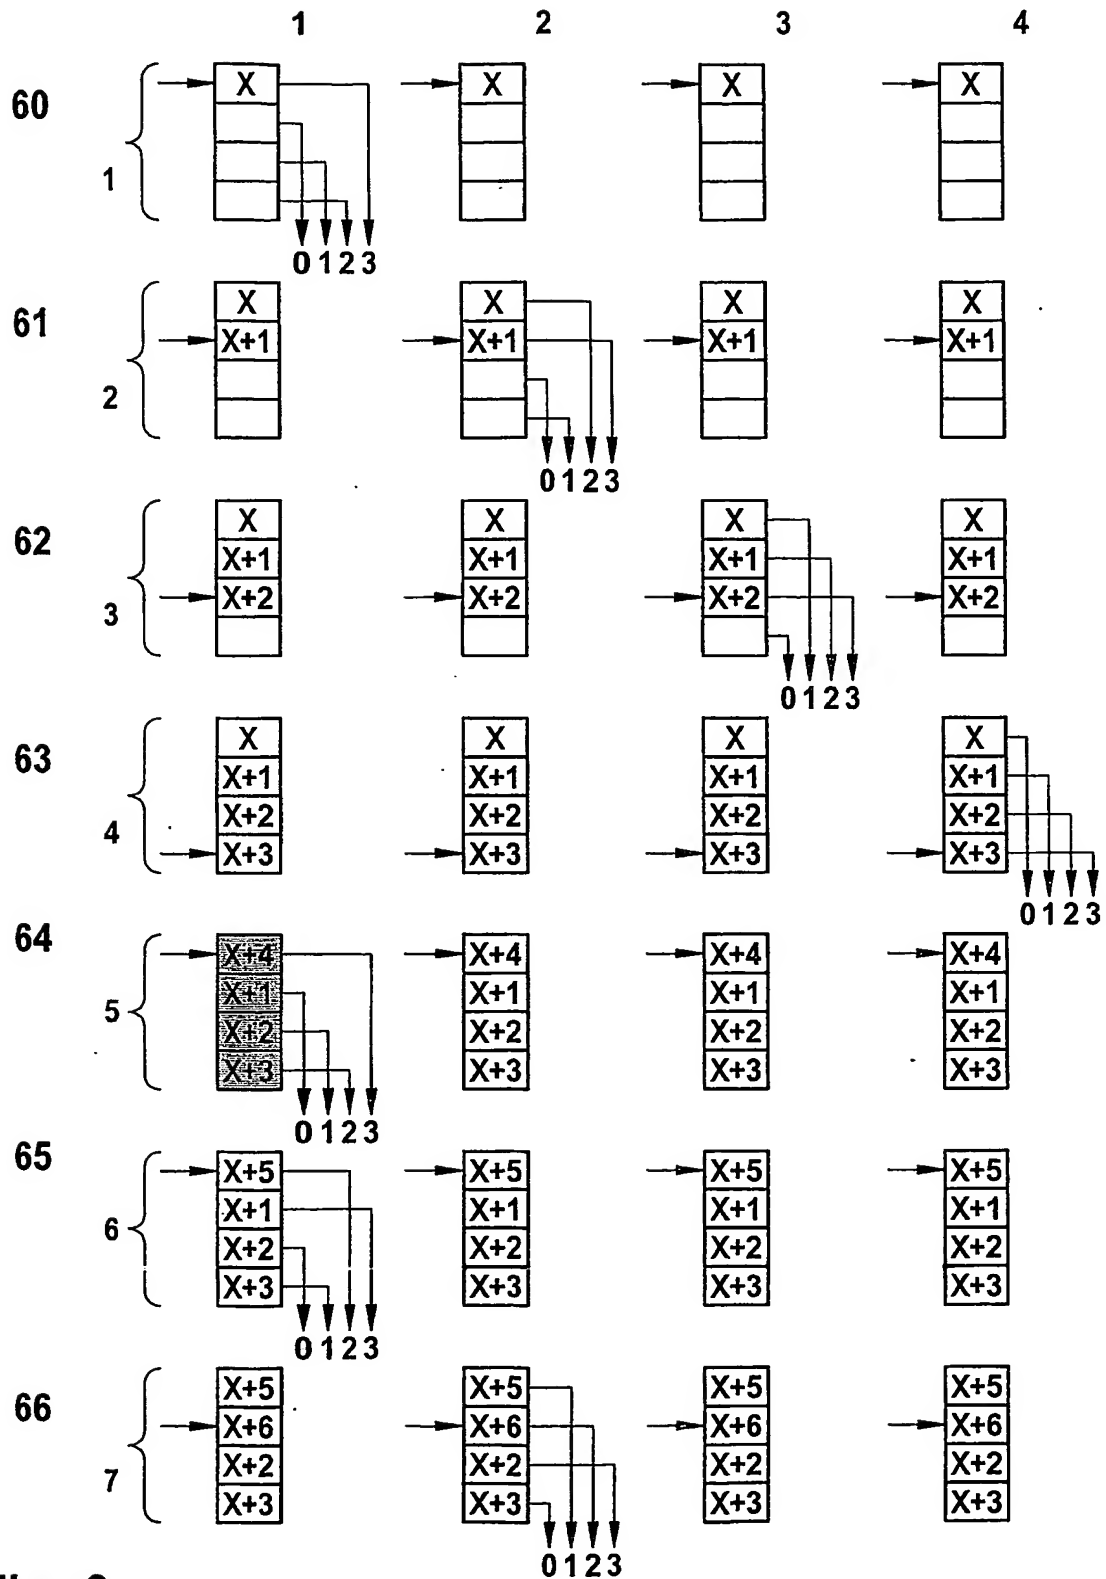 1 2 3 4
60 X X X X
1
0 1 2 3
61 X X X X
X+1 X+1 X+1 X+1
2
0 1 2 3
62 X X X X
X+1 X+1 X+1 X+1
3 X+2 X+2 X+2 X+2
0 1 2 3
63 X X X X
X+1 X+1 X+1 X+1
4 X+2 X+2 X+2 X+2
X+3 X+3 X+3 X+3
0 1 2 3
64 X+4 X+4 X+4 X+4
5 X+1 X+1 X+1 X+1
X+2 X+2 X+2 X+2
X+3 X+3 X+3 X+3
0 1 2 3
65 X+5 X+5 X+5 X+5
6 X+1 X+1 X+1 X+1
X+2 X+2 X+2 X+2
X+3 X+3 X+3 X+3
0 1 2 3
66 X+5 X+5 X+5 X+5
X+6 X+6 X+6 X+6
7 X+2 X+2 X+2 X+2
X+3 X+3 X+3 X+3
0 1 2 3